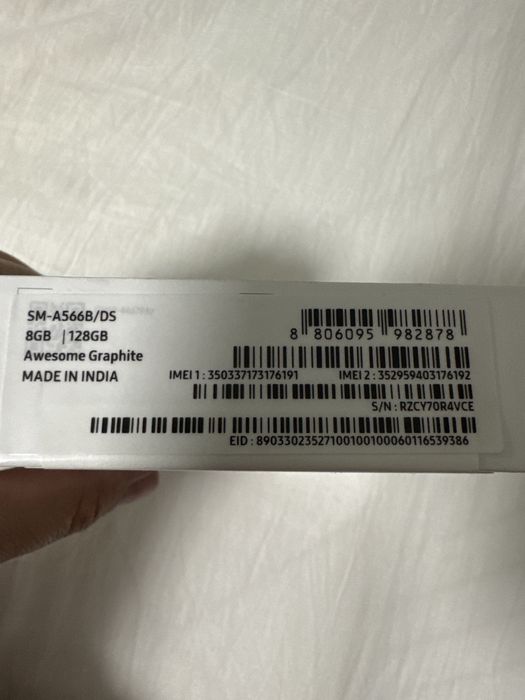 SM-A566B/DS
8GB | 128GB
Awesome Graphite
MADE IN INDIA
8 806095 982878
IMEI 1 : 350337173176191 IMEI 2 : 352959403176192
S/N : RZCY70R4VCE
EID : 89033023527100100100060116539386